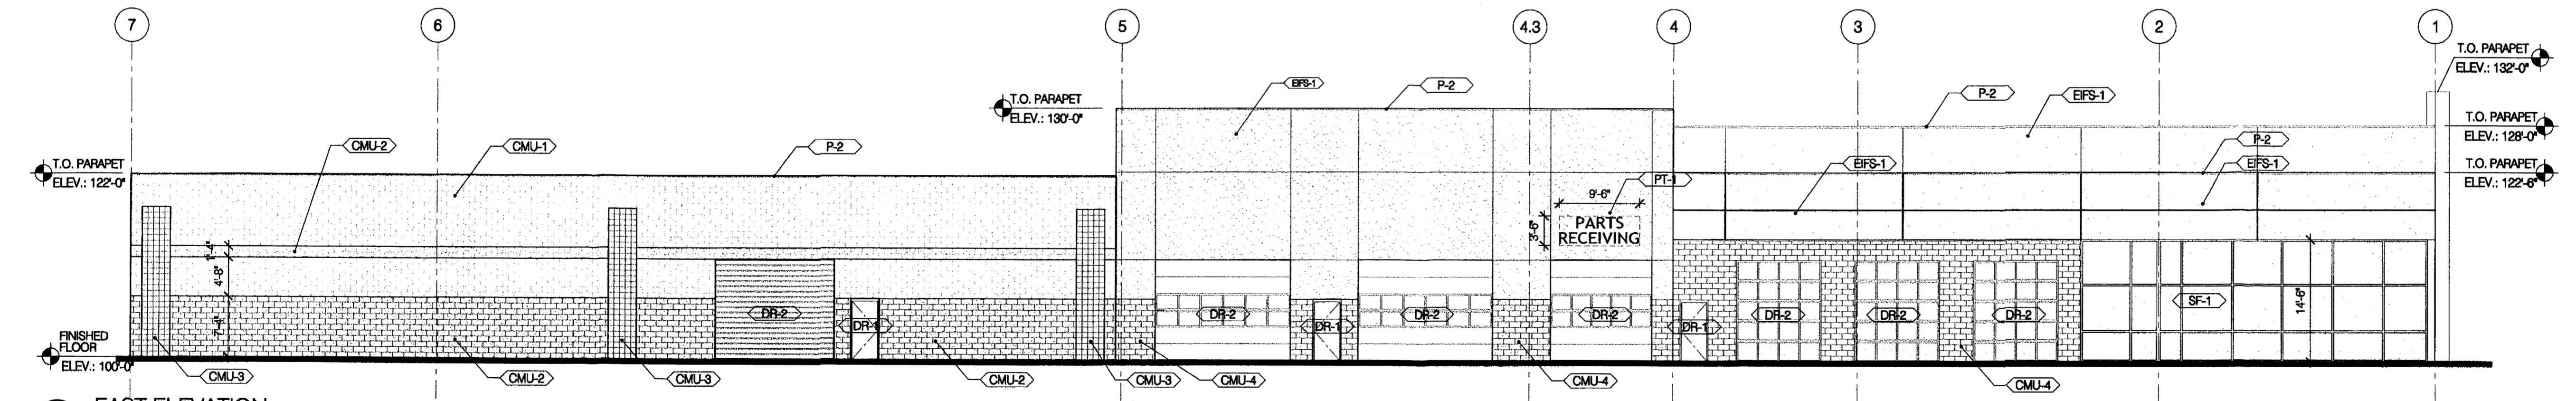 7 6 5 4.3 4 3 2 1
T.O. PARAPET
ELEV.: 132'-0"
T.O. PARAPET
ELEV.: 130'-0"
EIFS-1
P-2
P-2
EIFS-1
T.O. PARAPET
ELEV.: 128'-0"
CMU-2
CMU-1
P-2
P-2
T.O. PARAPET
ELEV.: 122'-0"
EIFS-1
EIFS-1
T.O. PARAPET
ELEV.: 122'-6"
PT-1
9'-6"
3'-6"
PARTS
RECEIVING
1'-4"
4'-8"
7'-4"
14'-6"
SF-1
DR-2
DR-1
DR-2
DR-1
DR-2
DR-2
DR-1
DR-2
DR-2
DR-2
FINISHED
FLOOR
ELEV.: 100'-0"
CMU-3
CMU-2
CMU-3
CMU-2
CMU-3
CMU-4
CMU-4
CMU-4
EAST ELEVATION